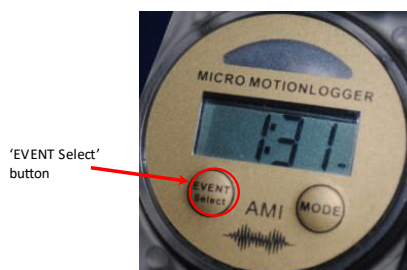 MICRO MOTIONLOGGER
1:31
'EVENT Select'
button
EVENT
Select
AMI
MODE